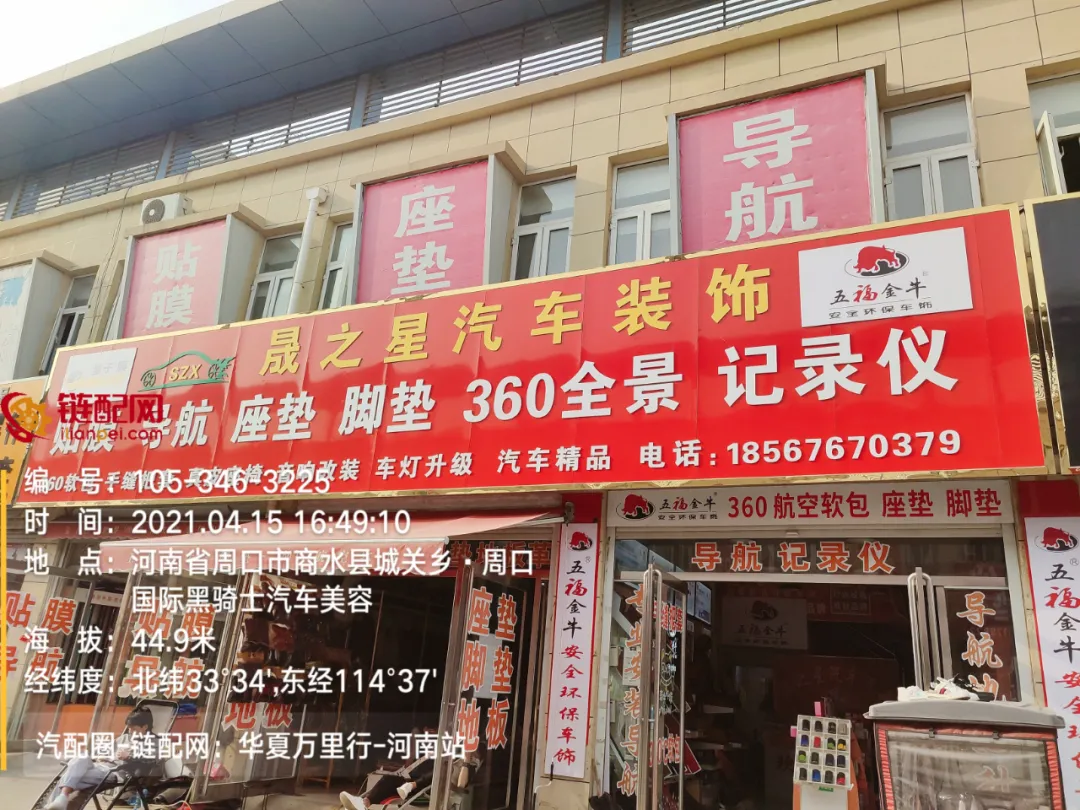 贴膜
座垫
导航
五福金牛
安全环保车饰
SZX
晟之星汽车装饰
贴膜 导航 座垫 脚垫 360全景 记录仪
车灯升级 汽车精品 电话：18567670379
链配网
lianpei.com
编 号：105-346-3225
时 间：2021.04.15 16:49:10
地 点：河南省周口市商水县城关乡·周口
国际黑骑士汽车美容
海 拔：44.9米
经纬度：北纬33°34',东经114°37'
汽配圈-链配网：华夏万里行-河南站
五福金牛
安全环保车饰
360航空软包 座垫 脚垫
导航 记录仪
贴膜
导航
座垫
脚垫
地板
五福金牛安全环保车饰
导航
五福金牛安全环